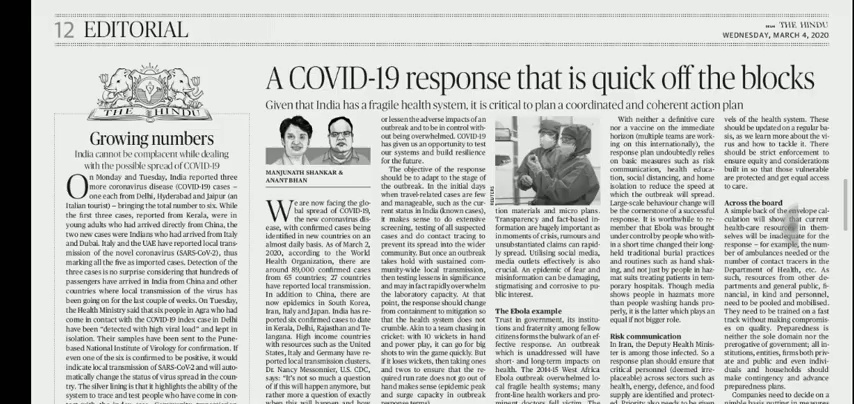 12 EDITORIAL
THE HINDU
WEDNESDAY, MARCH 4, 2020
THE HINDU
Growing numbers
India cannot be complacent while dealing
with the possible spread of COVID-19
On Monday and Tuesday, India reported three
more coronavirus disease (COVID-19) cases –
one each from Delhi, Hyderabad and Jaipur (an
Italian tourist) – bringing the total number to six. While
the first three cases, reported from Kerala, were in
young adults who had arrived directly from China, the
two new cases were Indians who had arrived from Italy
and Dubai. Italy and the UAE have reported local trans-
mission of the novel coronavirus (SARS-CoV-2), thus
marking all the five as imported cases. Detection of the
three cases is no surprise considering that hundreds of
passengers have arrived in India from China and other
countries where local transmission of the virus has
been going on for the last couple of weeks. On Tuesday,
the Health Ministry said that six people in Agra who had
come in contact with the COVID-19 index case in Delhi
have been "detected with high viral load" and kept in
isolation. Their samples have been sent to the Pune-
based National Institute of Virology for confirmation. If
even one of the six is confirmed to be positive, it would
indicate local transmission of SARS-CoV-2 and will auto-
matically change the status of virus spread in the coun-
try. The silver lining is that it highlights the ability of the
system to trace and test people who have come in con-
A COVID-19 response that is quick off the blocks
Given that India has a fragile health system, it is critical to plan a coordinated and coherent action plan
MANJUNATH SHANKAR &
ANANT BHAN
We are now facing the glo-
bal spread of COVID-19,
the new coronavirus dis-
ease, with confirmed cases being
identified in new countries on an
almost daily basis. As of March 2,
2020, according to the World
Health Organization, there are
around 89,000 confirmed cases
from 65 countries; 27 countries
have reported local transmission.
In addition to China, there are
now epidemics in South Korea,
Iran, Italy and Japan. India has re-
ported six confirmed cases to date
in Kerala, Delhi, Rajasthan and Te-
langana. High income countries
with resources such as the United
States, Italy and Germany have re-
ported local transmission clusters.
Dr. Nancy Messonnier, U.S. CDC,
says: "It's not so much a question
of if this will happen anymore, but
rather more a question of exactly
when this will happen and how
or lessen the adverse impacts of an
outbreak and to be in control with-
out being overwhelmed. COVID-19
gives us an opportunity to test
our systems and build resilience
for the future.
The objective of the response
should be to adapt to the stage of
the outbreak. In the initial days
when travel-related cases are few
and manageable, such as the cur-
rent status in India (known cases),
it makes sense to do extensive
screening, testing of all suspected
cases and do contact tracing to
prevent its spread into the wider
community. But once an outbreak
takes hold with sustained com-
munity-wide local transmission,
then testing consumes resources
and may in fact rapidly overwhelm
the laboratory capacity. At that
point, the response should change
from containment to mitigation so
that the health system does not
crumble. Akin to a team chasing in
cricket: with 10 wickets in hand
and power play, it can go for big
shots to win the game quickly. But
if it loses wickets, then taking ones
and twos to ensure that the re-
quired run rate does not go out of
hand makes sense (epidemic peak
and surge capacity in outbreak
response terms).
REUTERS
tion materials and micro plans.
Transparency and fact-based in-
formation are hugely important as
in moments of crisis, rumours and
unsubstantiated claims can rapid-
ly spread. Utilising social media,
media outlets effectively is also
crucial. An epidemic of fear and
misinformation can be damaging,
stigmatising and corrosive to pu-
blic interest.
The Ebola example
Trust in government, its institu-
tions and fraternity among fellow
citizens forms the bulwark of an ef-
fective response. An outbreak
which is unaddressed will have
short- and long-term impacts on
health. The 2014-15 West Africa
Ebola outbreak overwhelmed lo-
cal fragile health systems; many
front-line health workers and pro-
minent doctors fell victim. The
With neither a definitive cure
nor a vaccine on the immediate
horizon (multiple teams are work-
ing on this internationally), the
response plan undoubtedly relies
on basic measures such as risk
communication, health educa-
tion, social distancing, and home
isolation to reduce the speed at
which the outbreak will spread.
Large-scale behaviour change will
be the cornerstone of a successful
response. It is worthwhile to re-
member that Ebola was brought
under control by people who with-
in a short time changed their long-
held traditional burial practices
and routines such as hand shak-
ing, and not just by people in haz-
mat suits treating patients in tem-
porary hospitals. Though media
shows people in hazmats more
than people washing hands pro-
perly, it is the latter which plays an
equal if not bigger role.
Risk communication
In Iran, the Deputy Health Minis-
ter is among those infected. So a
response plan should ensure that
critical personnel (deemed irre-
placeable) across sectors such as
health, energy, defence, and food
supply are identified and protect-
ed. Priority also needs to be given
vels of the health system. These
should be updated on a regular ba-
sis, as we learn more about the vi-
rus and how to tackle it. There
should be strict enforcement to
ensure equity and considerations
built in so that those vulnerable
are protected and get equal access
to care.
Across the board
A simple back of the envelope cal-
culation will show that current
health-care resources in them-
selves will be inadequate for the
response – for example, the num-
ber of ambulances needed or the
number of contact tracers in the
Department of Health, etc. As
such, resources from other de-
partments and general public, fi-
nancial, in kind and personnel,
need to be pooled and mobilised.
They need to be trained on a fast
track without making compromis-
es on quality. Preparedness is
neither the sole domain nor the
prerogative of government; all in-
stitutions, entities, firms both priv-
ate and public and even indivi-
duals and households should
make contingency and advance
preparedness plans.
Companies need to decide on a